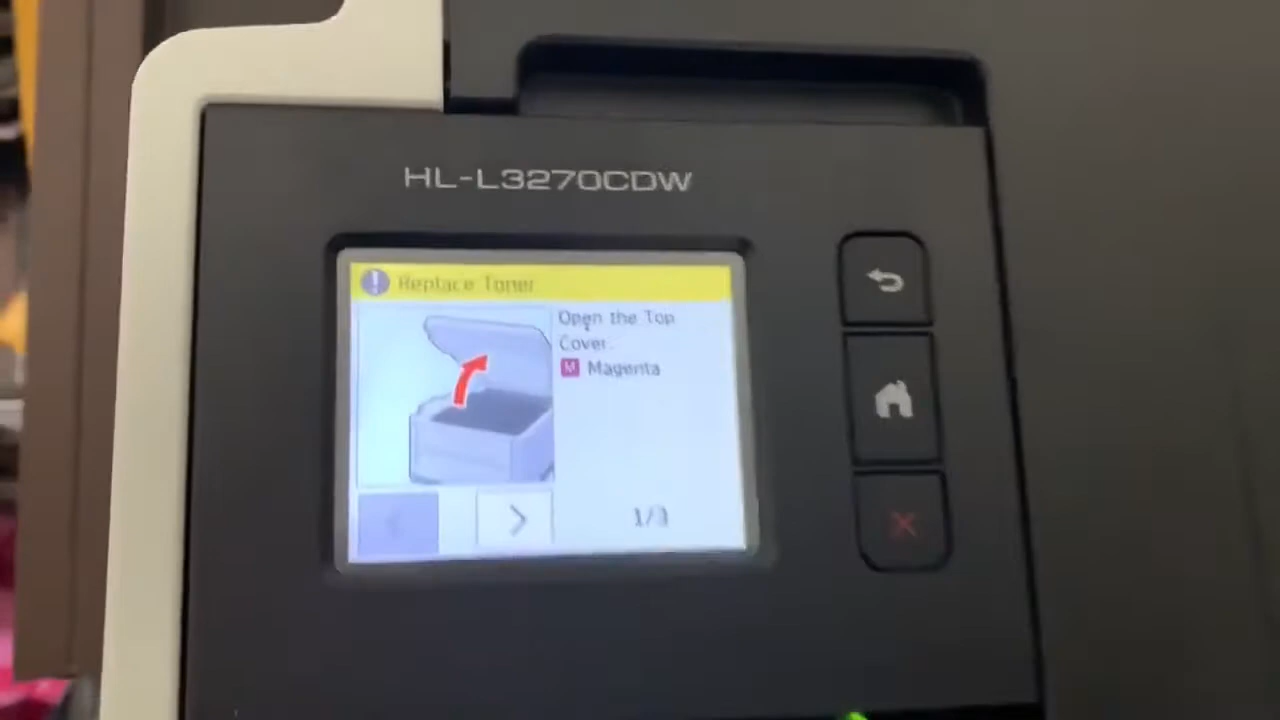 HL-L3270CDW
Replace Toner
Open the Top
Cover.
M Magenta
1/3